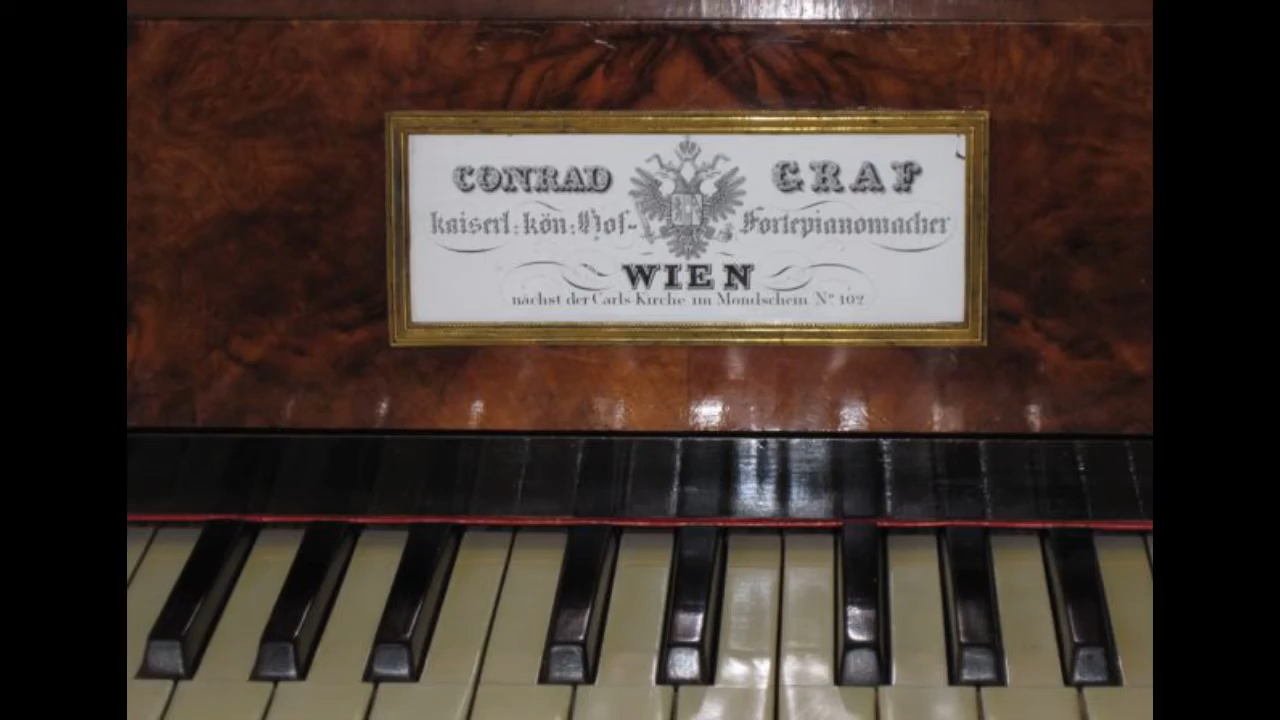 CONRAD GRAF
kaiserl: kön: Hof- Fortepianomacher
WIEN
nächst der Carls Kirche im Mondschein Nº 102